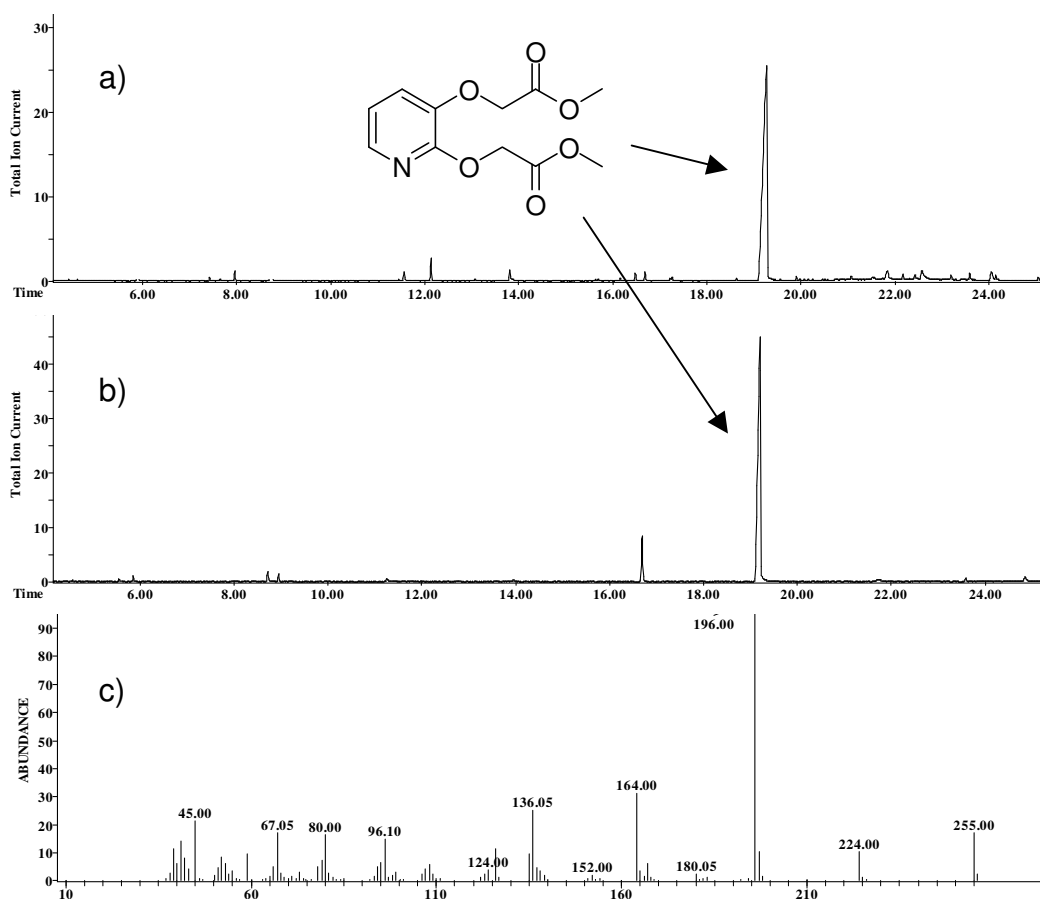 30
a)
O
O
O
Total Ion Current
20
N
O
O
O
10
0
Time 6.00 8.00 10.00 12.00 14.00 16.00 18.00 20.00 22.00 24.00
40
b)
Total Ion Current
30
20
10
0
Time 6.00 8.00 10.00 12.00 14.00 16.00 18.00 20.00 22.00 24.00
90
196.00
80
c)
70
ABUNDANCE
60
50
40
30
164.00
136.05
20
45.00
67.05
80.00
96.10
255.00
10
124.00
152.00
180.05
224.00
0
10 60 110 160 210